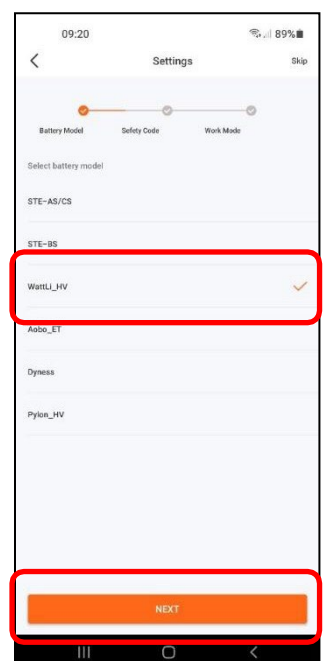 09:20 89%
Settings Skip
Battery Model Sefety Code Work Mode
Select battery model
STE-AS/CS
STE-BS
WattLi_HV
Aobo_ET
Dyness
Pylon_HV
NEXT